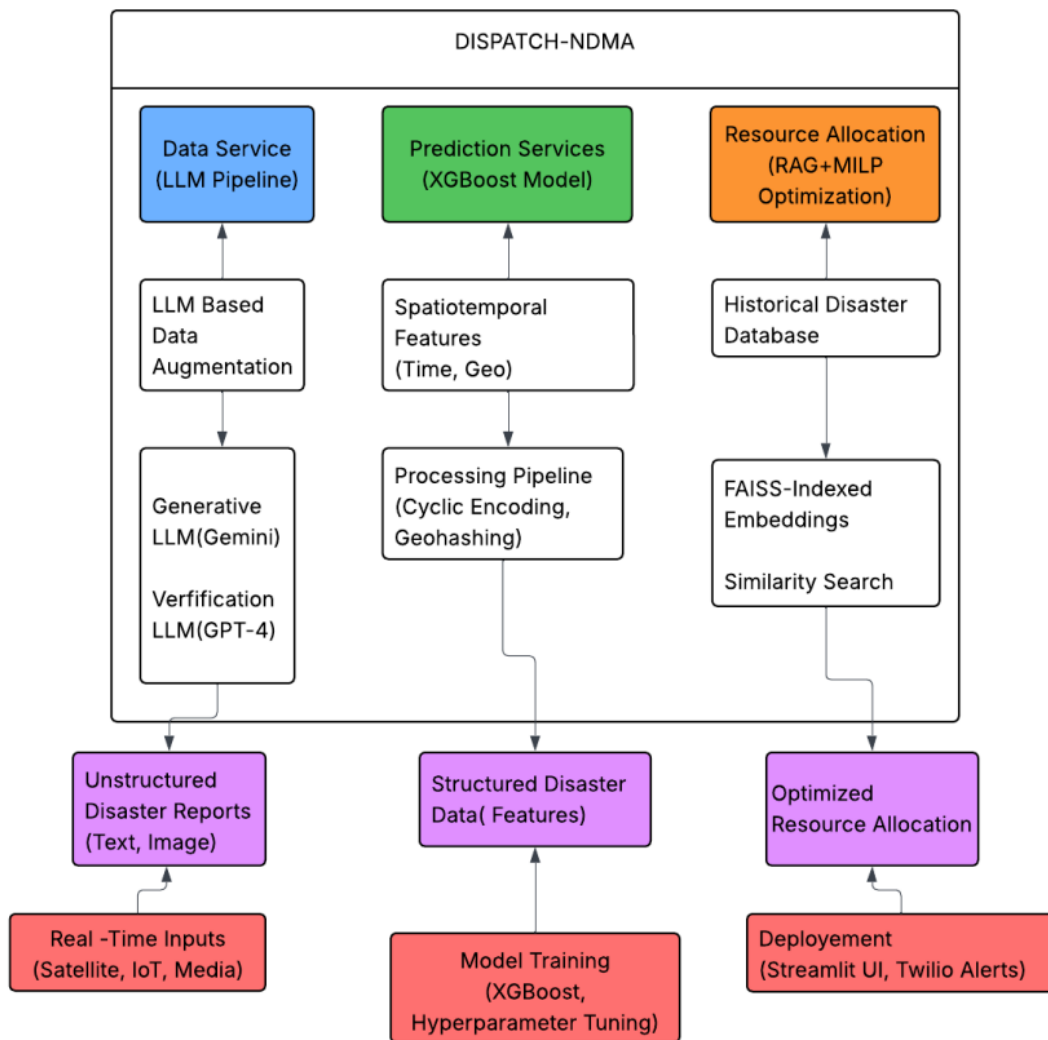 DISPATCH-NDMA
Data Service
(LLM Pipeline)
Prediction Services
(XGBoost Model)
Resource Allocation
(RAG+MILP
Optimization)
LLM Based
Data
Augmentation
Spatiotemporal
Features
(Time, Geo)
Historical Disaster
Database
Generative
LLM(Gemini)
Verfification
LLM(GPT-4)
Processing Pipeline
(Cyclic Encoding,
Geohashing)
FAISS-Indexed
Embeddings
Similarity Search
Unstructured
Disaster Reports
(Text, Image)
Structured Disaster
Data( Features)
Optimized
Resource Allocation
Real -Time Inputs
(Satellite, IoT, Media)
Model Training
(XGBoost,
Hyperparameter Tuning)
Deployement
(Streamlit UI, Twilio Alerts)